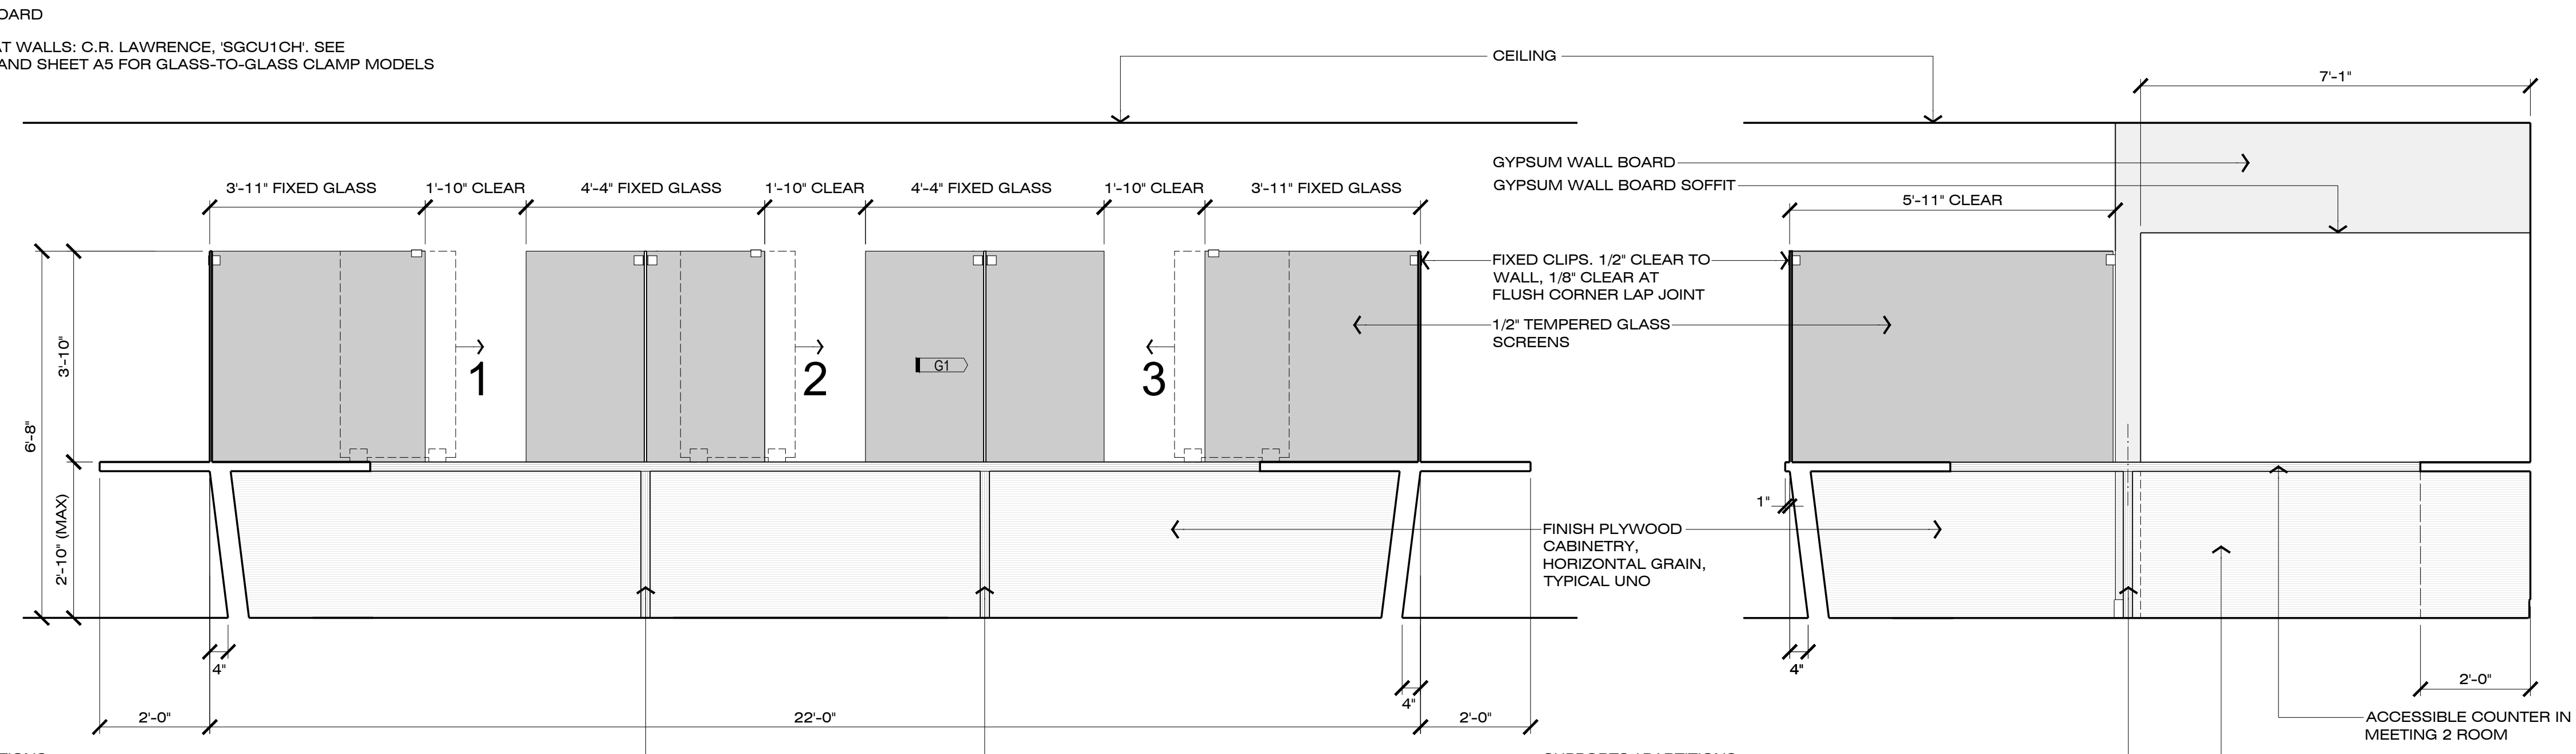 OARD
AT WALLS: C.R. LAWRENCE, 'SGCU1CH'. SEE
AND SHEET A5 FOR GLASS-TO-GLASS CLAMP MODELS
CEILING
7'-1"
GYPSUM WALL BOARD
GYPSUM WALL BOARD SOFFIT
3'-11" FIXED GLASS
1'-10" CLEAR
4'-4" FIXED GLASS
1'-10" CLEAR
4'-4" FIXED GLASS
1'-10" CLEAR
3'-11" FIXED GLASS
5'-11" CLEAR
FIXED CLIPS. 1/2" CLEAR TO
WALL, 1/8" CLEAR AT
FLUSH CORNER LAP JOINT
1/2" TEMPERED GLASS
SCREENS
3'-10"
6'-8"
2'-10" (MAX)
1
2
G1
3
1"
FINISH PLYWOOD
CABINETRY,
HORIZONTAL GRAIN,
TYPICAL UNO
4"
4"
4"
2'-0"
22'-0"
2'-0"
2'-0"
ACCESSIBLE COUNTER IN
MEETING 2 ROOM